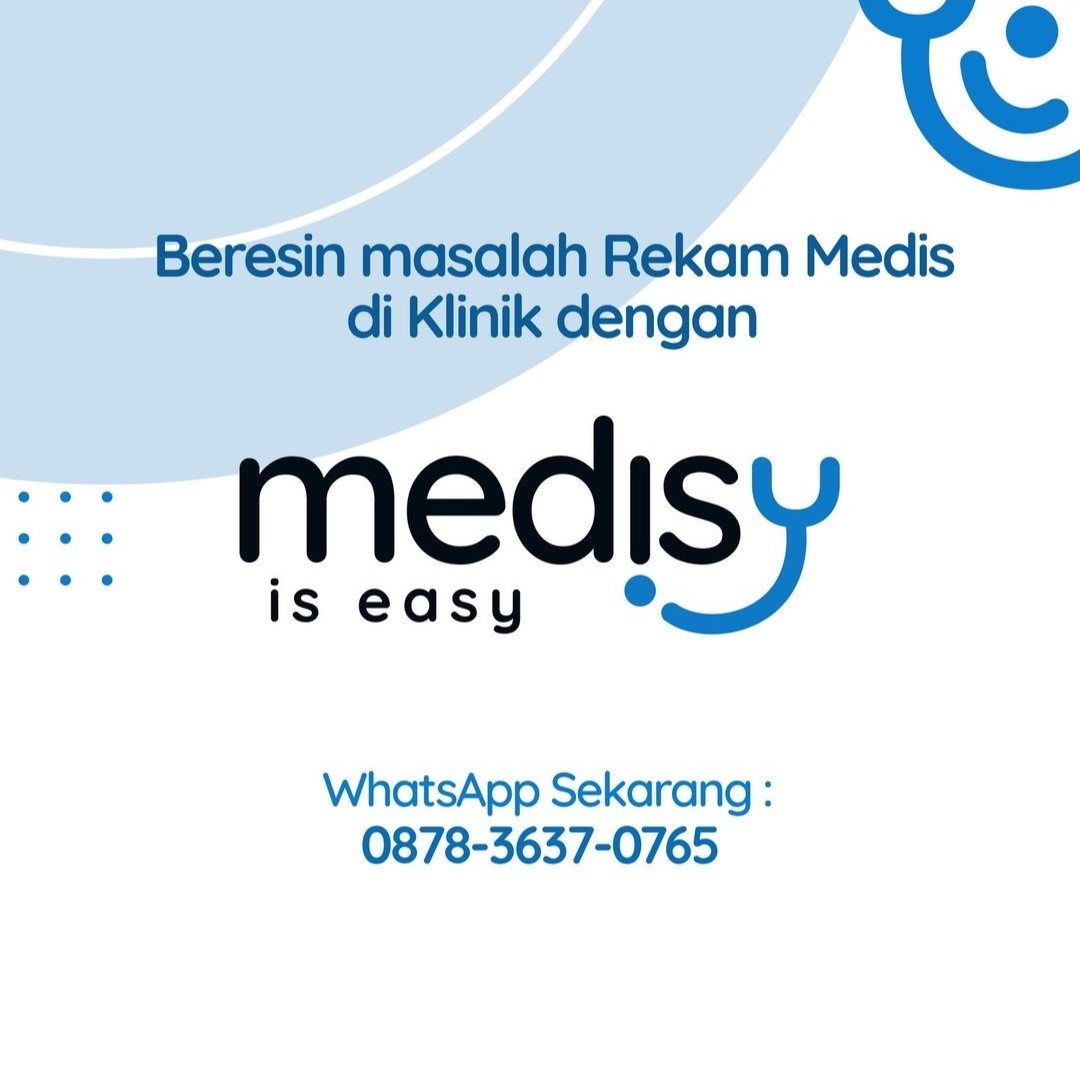 Beresin masalah Rekam Medis
di Klinik dengan
medisy
is easy
WhatsApp Sekarang :
0878-3637-0765